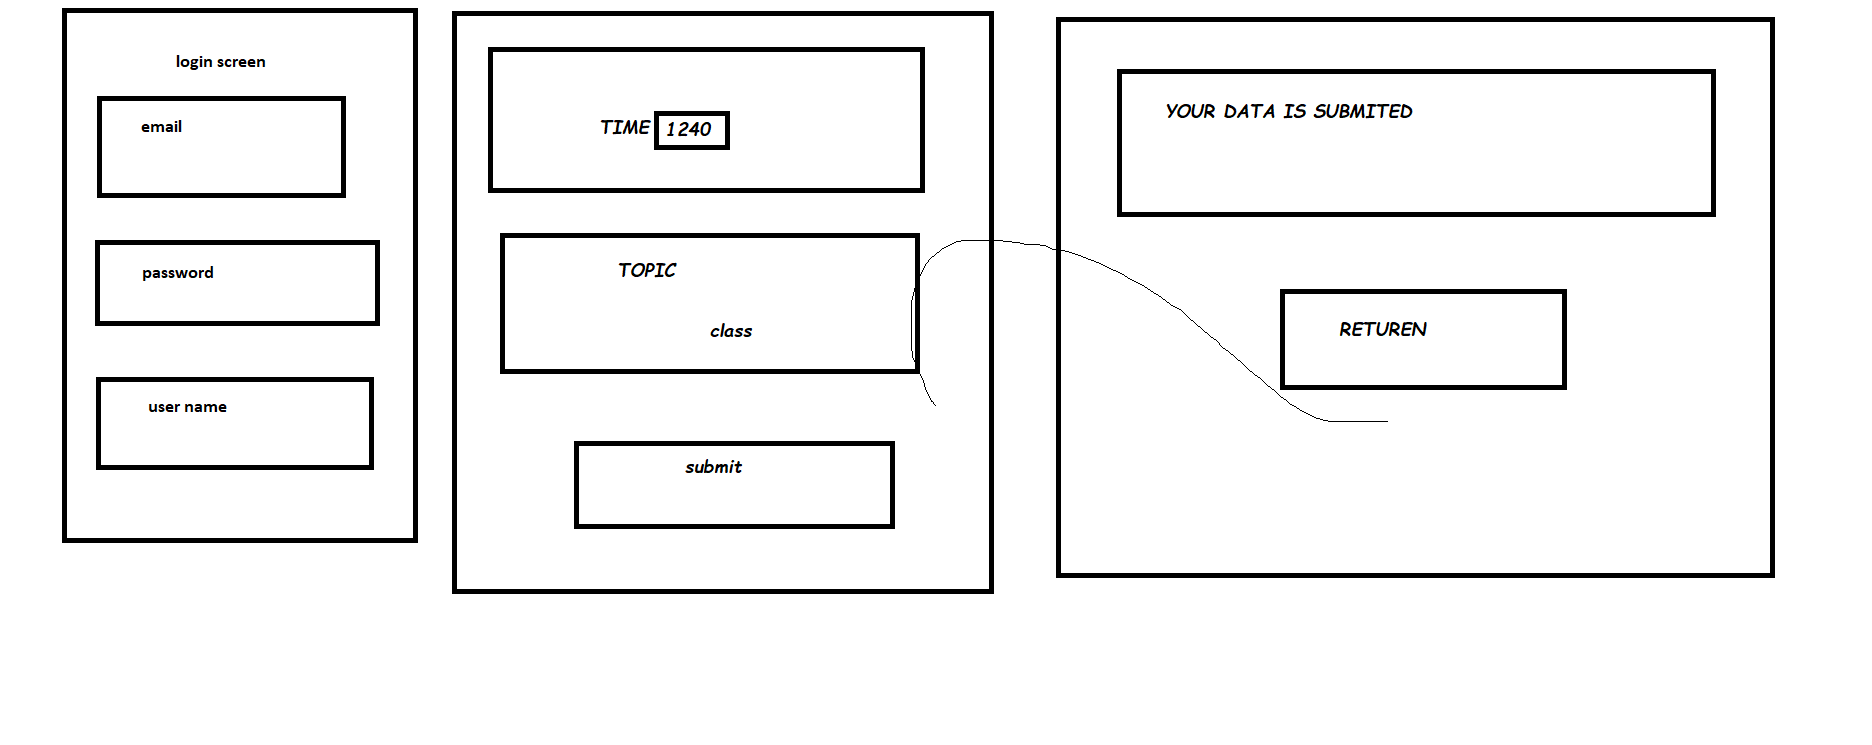 login screen
email
password
user name
TIME 1240
TOPIC
class
submit
YOUR DATA IS SUBMITED
RETUREN